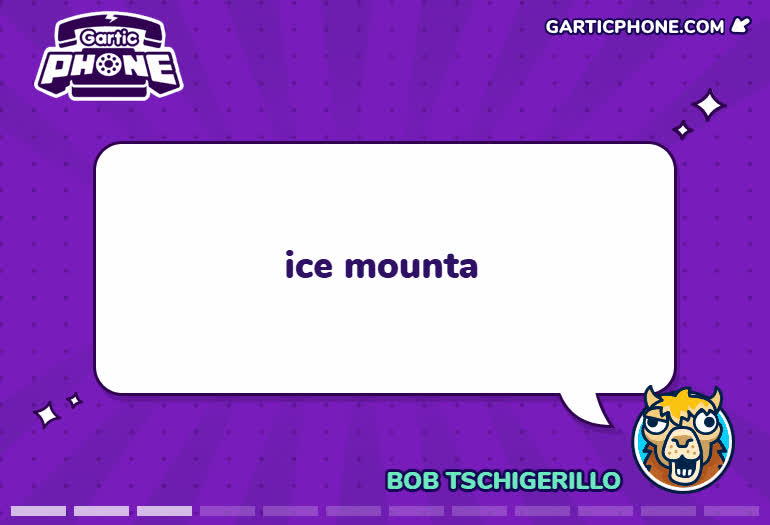 Gartic
PHONE
GARTICPHONE.COM
ice mounta
BOB TSCHIGERILLO